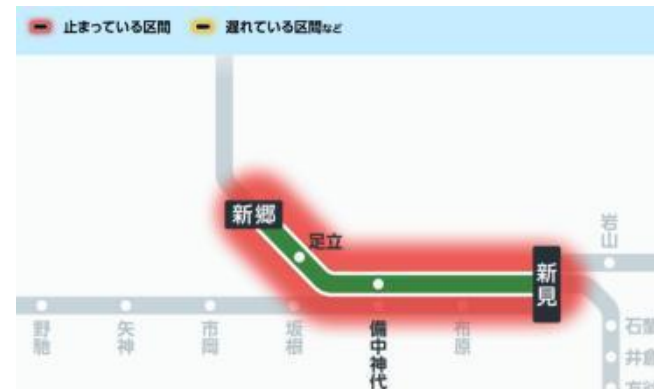 止まっている区間 遅れている区間など
新郷
足立
岩山
新見
野馳
矢神
市岡
坂根
備中神代
布原
井倉